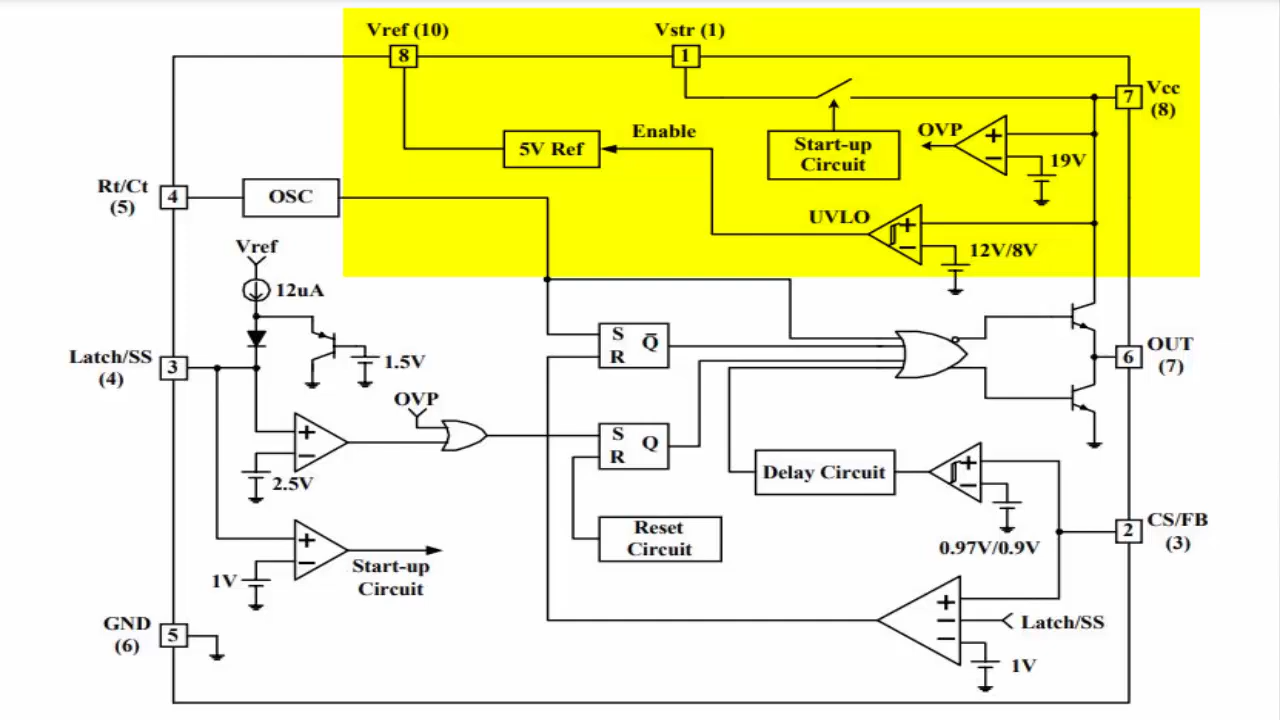 Vref (10)
Vstr (1)
8
1
7
Vcc
(8)
OVP
+
−
19V
Enable
5V Ref
Start-up
Circuit
Rt/Ct
(5)
4
OSC
UVLO
+
−
12V/8V
Vref
12uA
1.5V
Latch/SS
(4)
3
S
R
Q̅
6
OUT
(7)
OVP
+
−
2.5V
S
R
Q
Delay Circuit
+
−
0.97V/0.9V
2
CS/FB
(3)
Reset
Circuit
+
−
1V
Start-up
Circuit
+
−
−
Latch/SS
1V
GND
(6)
5